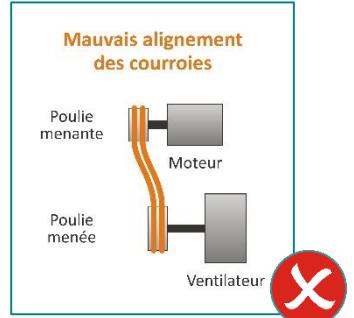 Mauvais alignement
des courroies
Poulie
menante
Moteur
Poulie
menée
Ventilateur